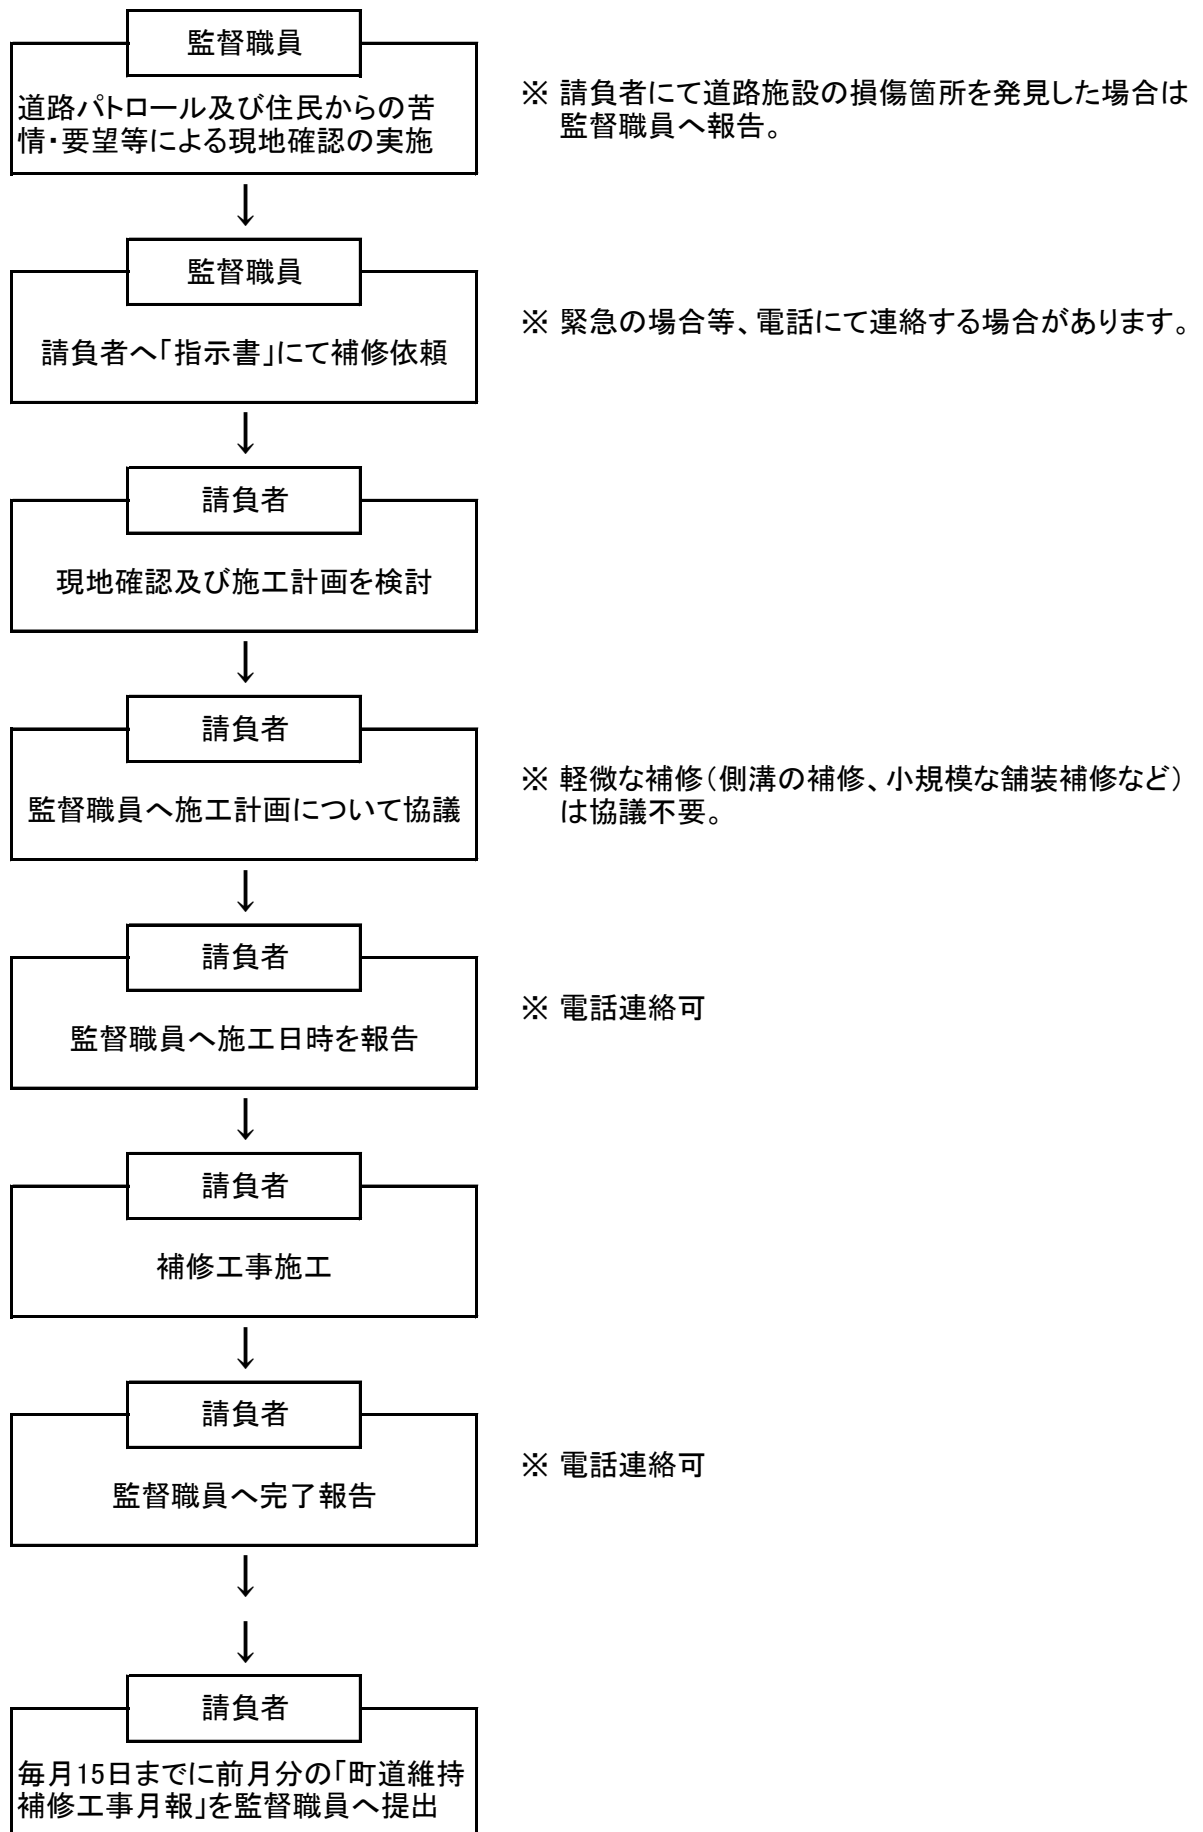 監督職員
道路パトロール及び住民からの苦
情・要望等による現地確認の実施
※ 請負者にて道路施設の損傷箇所を発見した場合は
監督職員へ報告。
↓
監督職員
請負者へ「指示書」にて補修依頼
※ 緊急の場合等、電話にて連絡する場合があります。
↓
請負者
現地確認及び施工計画を検討
↓
請負者
監督職員へ施工計画について協議
※ 軽微な補修（側溝の補修、小規模な舗装補修など）
は協議不要。
↓
請負者
監督職員へ施工日時を報告
※ 電話連絡可
↓
請負者
補修工事施工
↓
請負者
監督職員へ完了報告
※ 電話連絡可
↓
↓
請負者
毎月15日までに前月分の「町道維持
補修工事月報」を監督職員へ提出